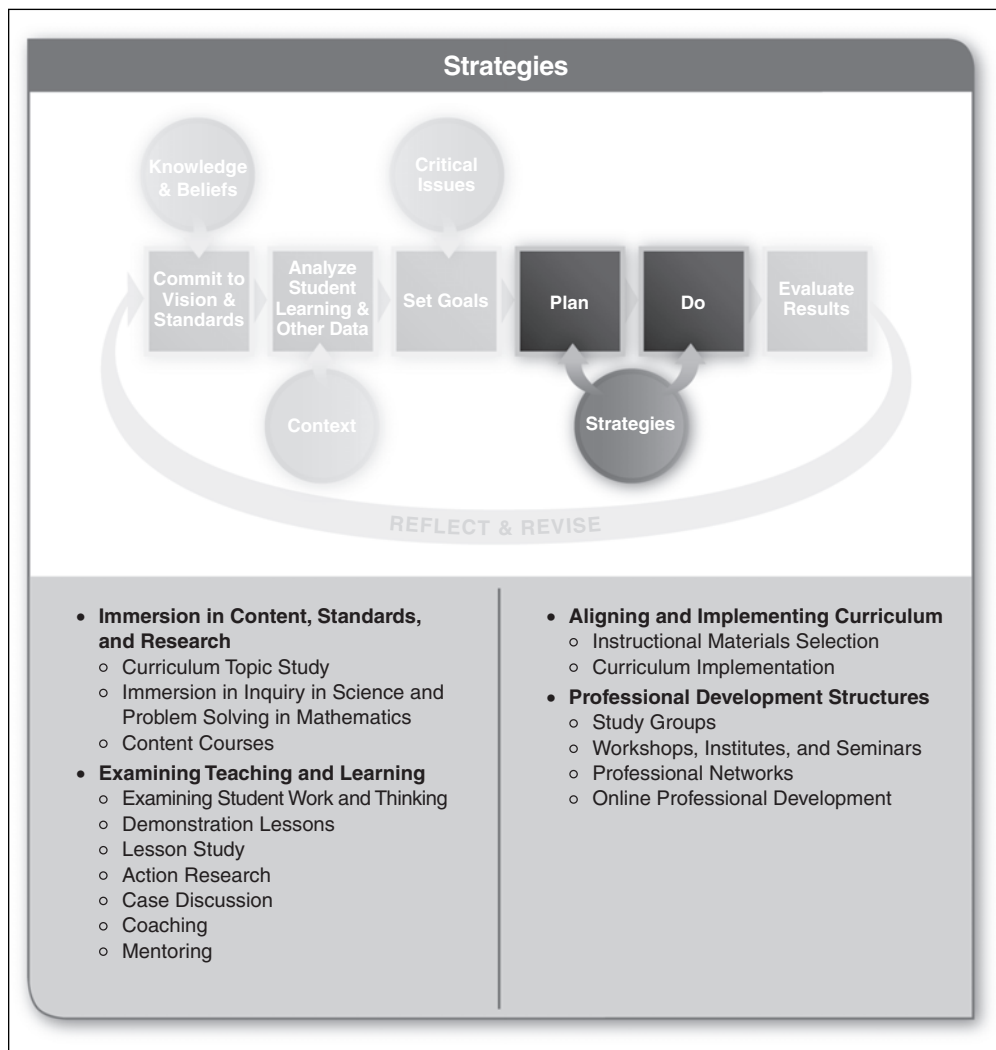 Strategies
Knowledge
& Beliefs
Critical
Issues
Commit to
Vision &
Standards
Analyze
Student
Learning &
Other Data
Set Goals
Plan
Do
Evaluate
Results
Context
Strategies
REFLECT & REVISE
• Immersion in Content, Standards,
and Research
○ Curriculum Topic Study
○ Immersion in Inquiry in Science and
Problem Solving in Mathematics
○ Content Courses
• Examining Teaching and Learning
○ Examining Student Work and Thinking
○ Demonstration Lessons
○ Lesson Study
○ Action Research
○ Case Discussion
○ Coaching
○ Mentoring
• Aligning and Implementing Curriculum
○ Instructional Materials Selection
○ Curriculum Implementation
• Professional Development Structures
○ Study Groups
○ Workshops, Institutes, and Seminars
○ Professional Networks
○ Online Professional Development